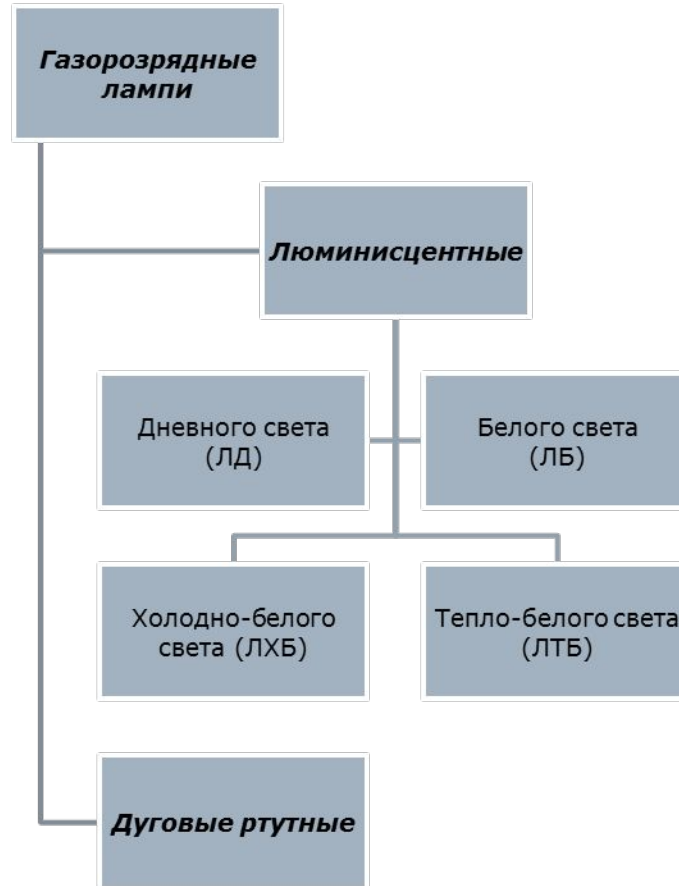 Газорозрядные
лампи
Люминисцентные
Дневного света
(ЛД)
Белого света
(ЛБ)
Холодно-белого
света (ЛХБ)
Тепло-белого света
(ЛТБ)
Дуговые ртутные